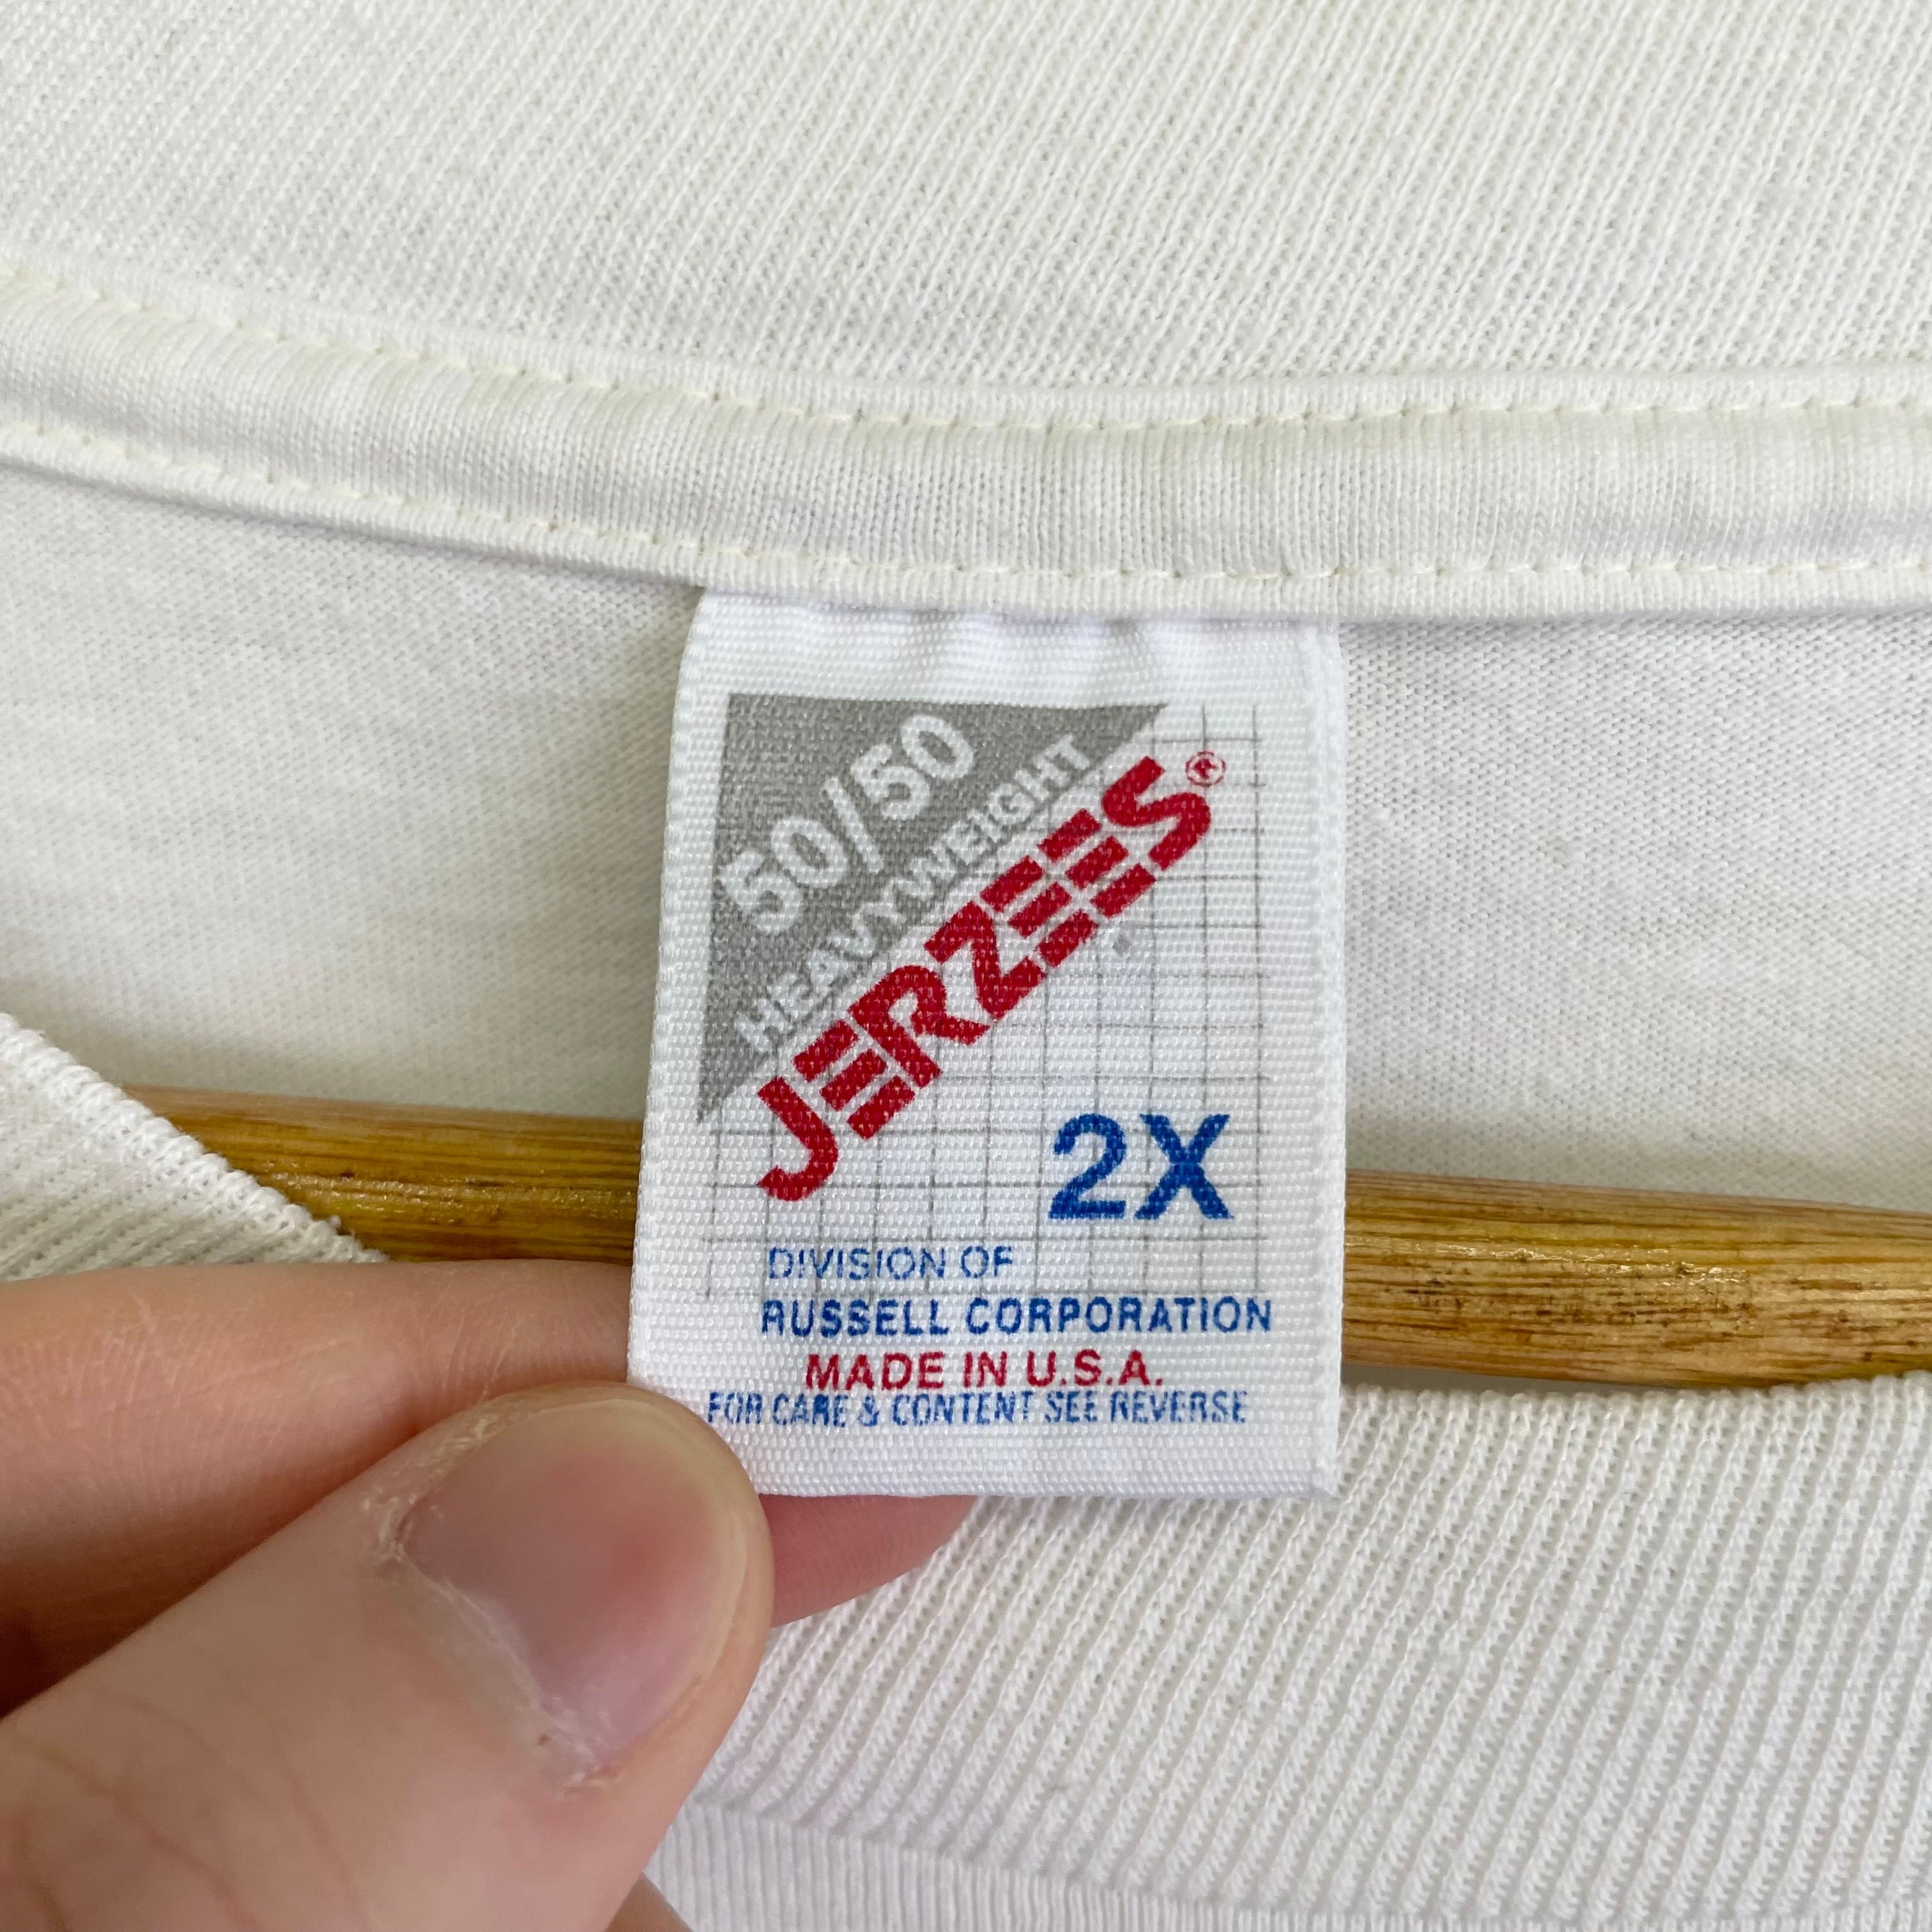 50/50
HEAVYWEIGHT
JERZEES®
2X
DIVISION OF
RUSSELL CORPORATION
MADE IN U.S.A.
FOR CARE & CONTENT SEE REVERSE